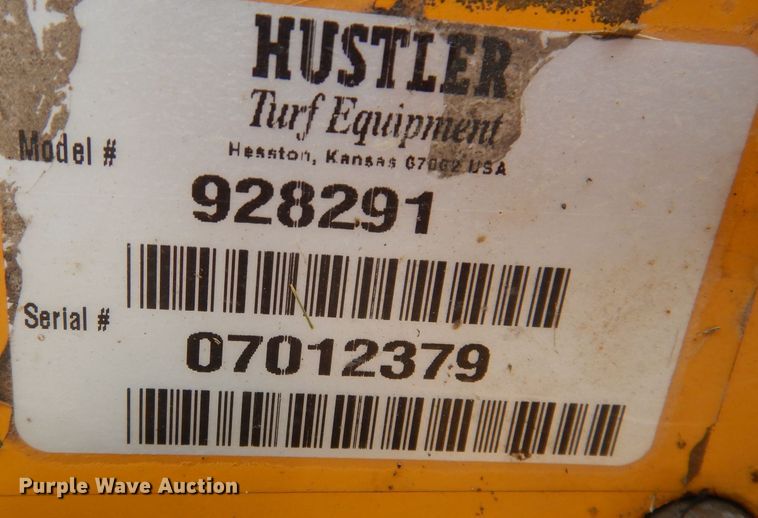 HUSTLER
Turf Equipment
Hesston, Kansas 67062 USA
Model #
928291
Serial #
07012379
Purple Wave Auction